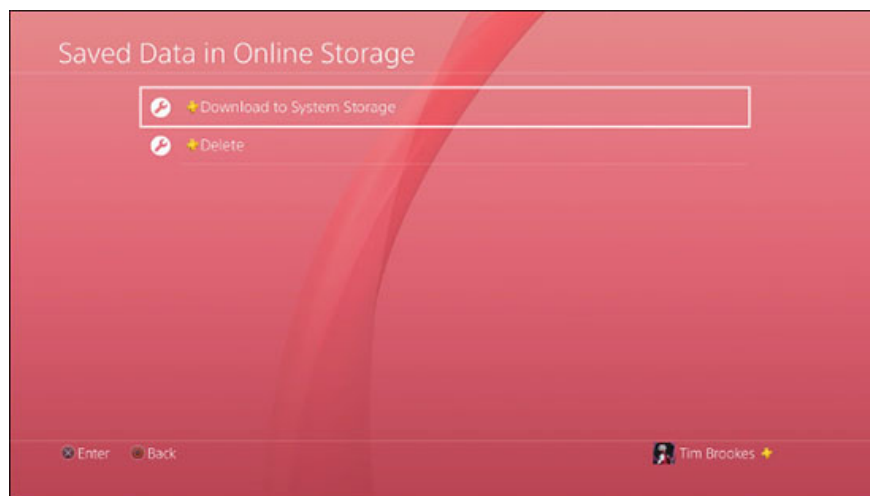 Saved Data in Online Storage
Download to System Storage
Delete
Enter Back Tim Brookes